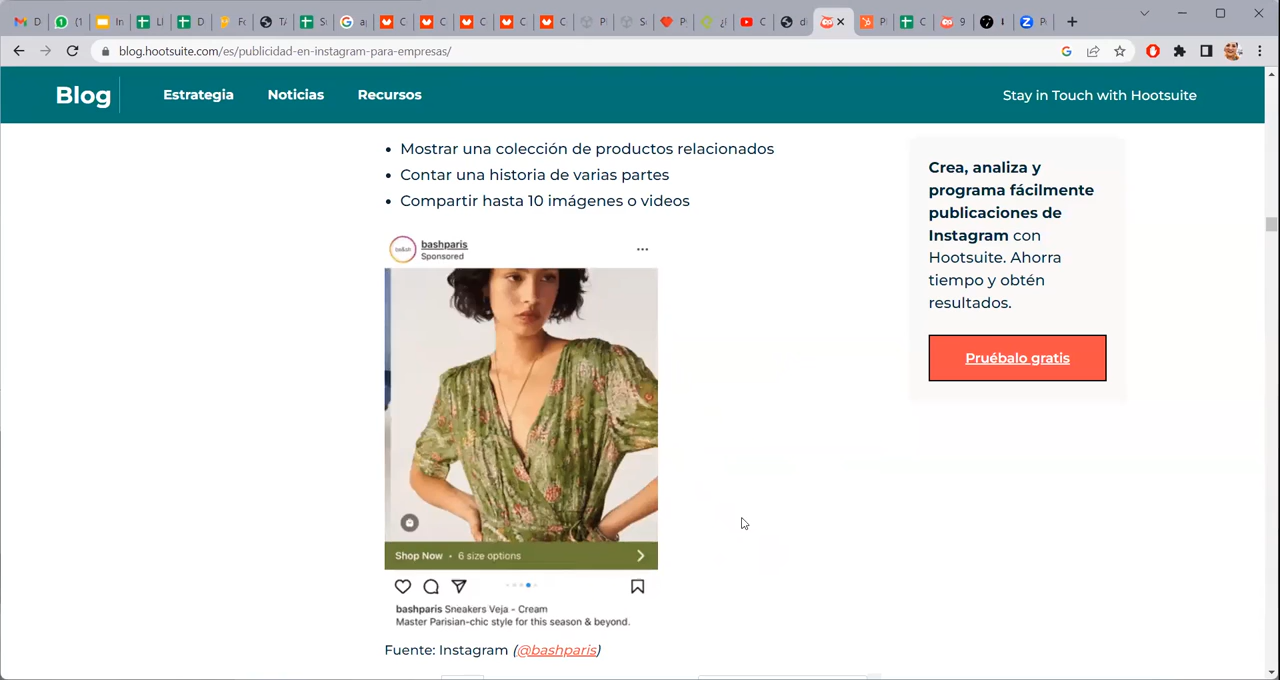 blog.hootsuite.com/es/publicidad-en-instagram-para-empresas/
Blog
Estrategia
Noticias
Recursos
Stay in Touch with Hootsuite
• Mostrar una colección de productos relacionados
• Contar una historia de varias partes
• Compartir hasta 10 imágenes o videos
bashparis
Sponsored
Shop Now • 6 size options
bashparis Sneakers Veja - Cream
Master Parisian-chic style for this season & beyond.
Fuente: Instagram (@bashparis)
Crea, analiza y
programa fácilmente
publicaciones de
Instagram con
Hootsuite. Ahorra
tiempo y obtén
resultados.
Pruébalo gratis